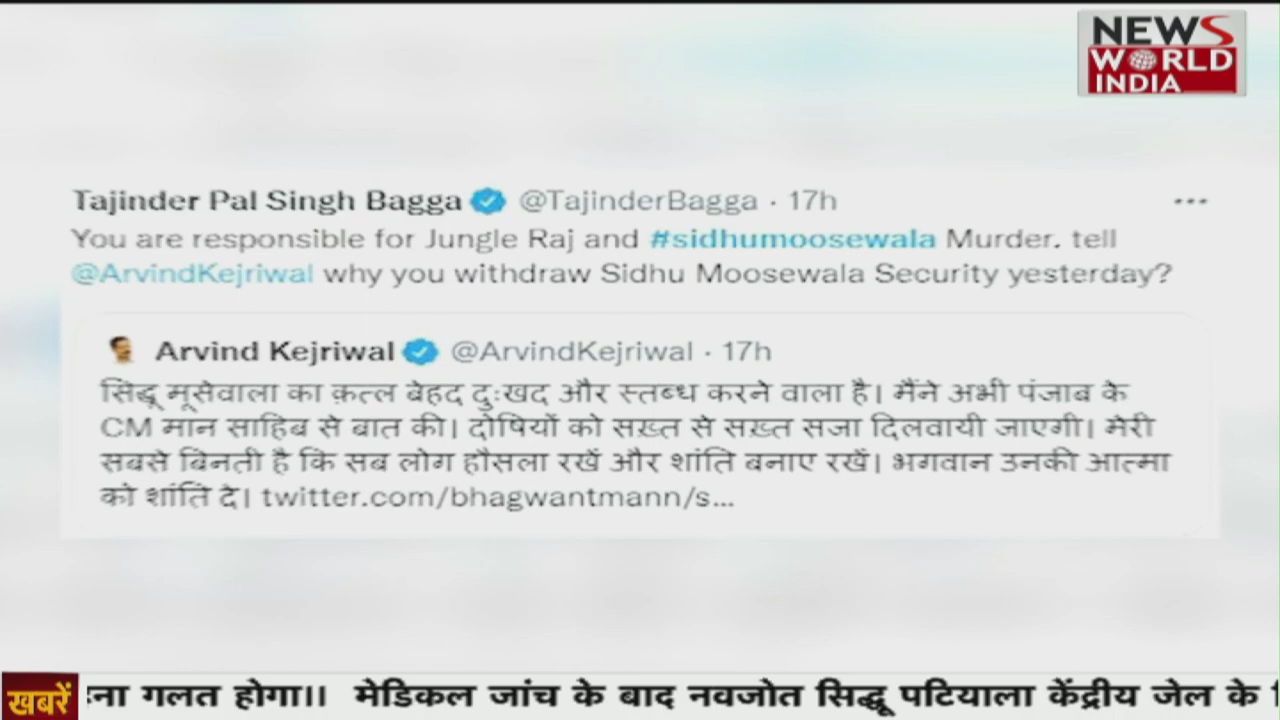 NEWS
WORLD
INDIA
Tajinder Pal Singh Bagga @TajinderBagga · 17h
You are responsible for Jungle Raj and #sidhumoosewala Murder. tell
@ArvindKejriwal why you withdraw Sidhu Moosewala Security yesterday?
Arvind Kejriwal @ArvindKejriwal · 17h
सिद्धू मूसेवाला का क़त्ल बेहद दुःखद और स्तब्ध करने वाला है। मैंने अभी पंजाब के
CM मान साहिब से बात की। दोषियों को सख़्त से सख़्त सजा दिलवायी जाएगी। मेरी
सबसे बिनती है कि सब लोग हौसला रखें और शांति बनाए रखें। भगवान उनकी आत्मा
को शांति दे। twitter.com/bhagwantmann/s...
खबरें गलत होगा।। मेडिकल जांच के बाद नवजोत सिद्धू पटियाला केंद्रीय जेल के